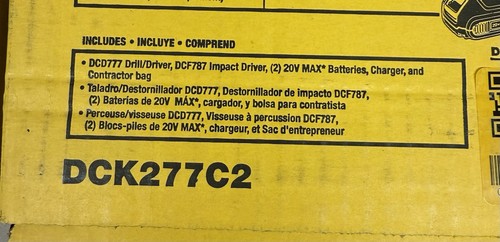 INCLUDES • INCLUYE • COMPREND
• DCD777 Drill/Driver, DCF787 Impact Driver, (2) 20V MAX* Batteries, Charger, and
Contractor bag
• Taladro/Destornillador DCD777, Destornillador de impacto DCF787,
(2) Baterías de 20V MÁX*, cargador, y bolsa para contratista
• Perceuse/visseuse DCD777, Visseuse à percussion DCF787,
(2) Blocs-piles de 20V MAX*, chargeur, et Sac d'entrepreneur
DCK277C2